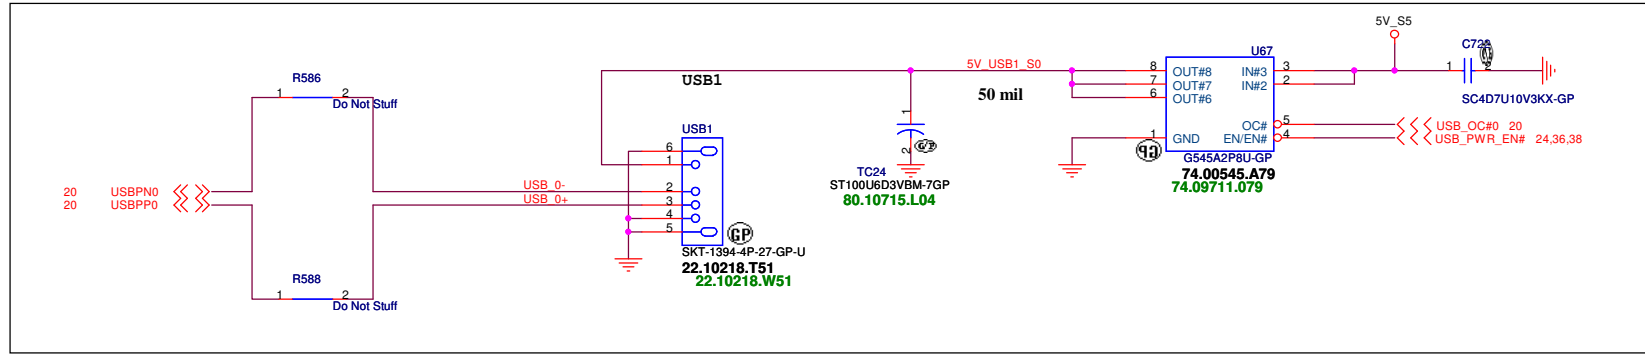 R586
1 2
Do Not Stuff
20 USBPN0
20 USBPP0
R588
1 2
Do Not Stuff
USB_0-
USB_0+
USB1
USB1
6
1
2
3
4
5
GP
SKT-1394-4P-27-GP-U
22.10218.T51
22.10218.W51
5V_USB1_S0
50 mil
1
2
TC24
ST100U6D3VBM-7GP
80.10715.L04
U67
8 OUT#8 IN#3 3
7 OUT#7 IN#2 2
6 OUT#6
OC# 5
1 GND EN/EN# 4
G545A2P8U-GP
74.00545.A79
74.09711.079
5V_S5
1 2
SC4D7U10V3KX-GP
USB_OC#0 20
USB_PWR_EN# 24,36,38